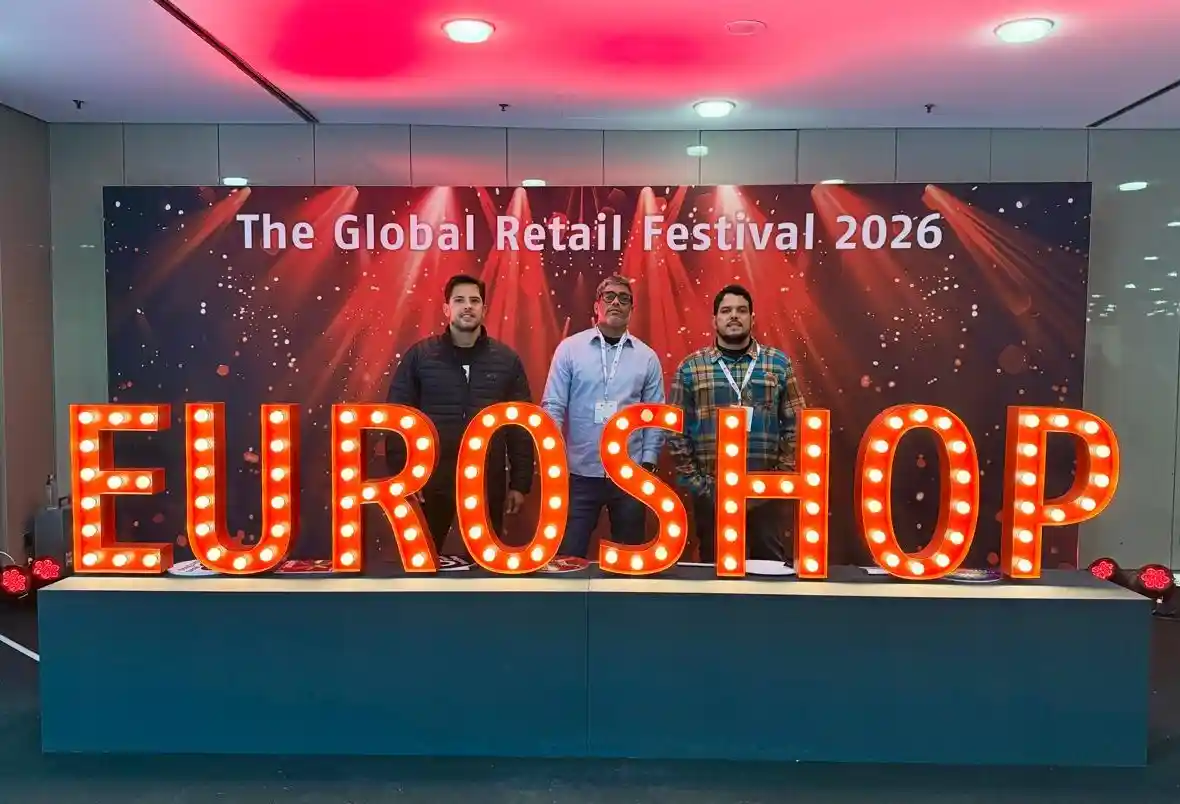 The Global Retail Festival 2026
EUROSHOP